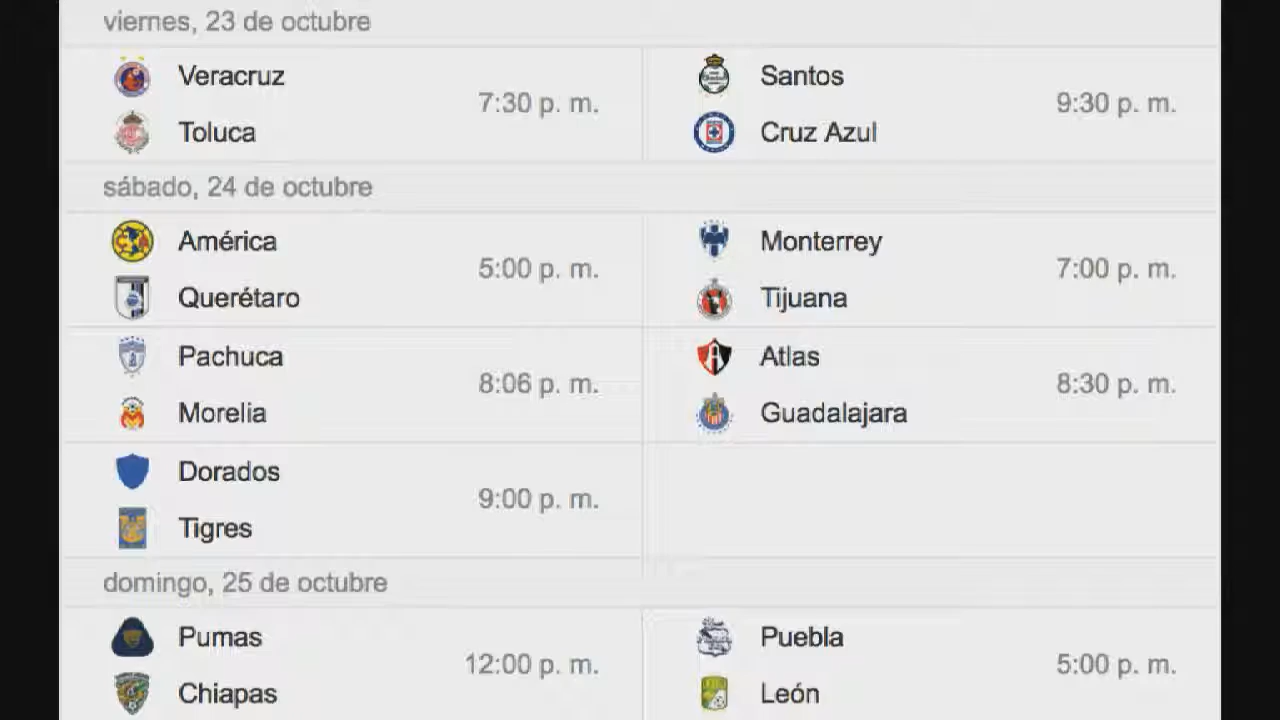 viernes, 23 de octubre
Veracruz
7:30 p. m.
Toluca
Santos
9:30 p. m.
Cruz Azul
sábado, 24 de octubre
América
5:00 p. m.
Querétaro
Monterrey
7:00 p. m.
Tijuana
Pachuca
8:06 p. m.
Morelia
Atlas
8:30 p. m.
Guadalajara
Dorados
9:00 p. m.
Tigres
domingo, 25 de octubre
Pumas
12:00 p. m.
Chiapas
Puebla
5:00 p. m.
León